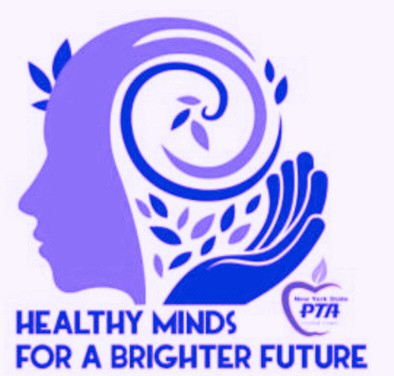 New York State
PTA
HEALTHY MINDS
FOR A BRIGHTER FUTURE